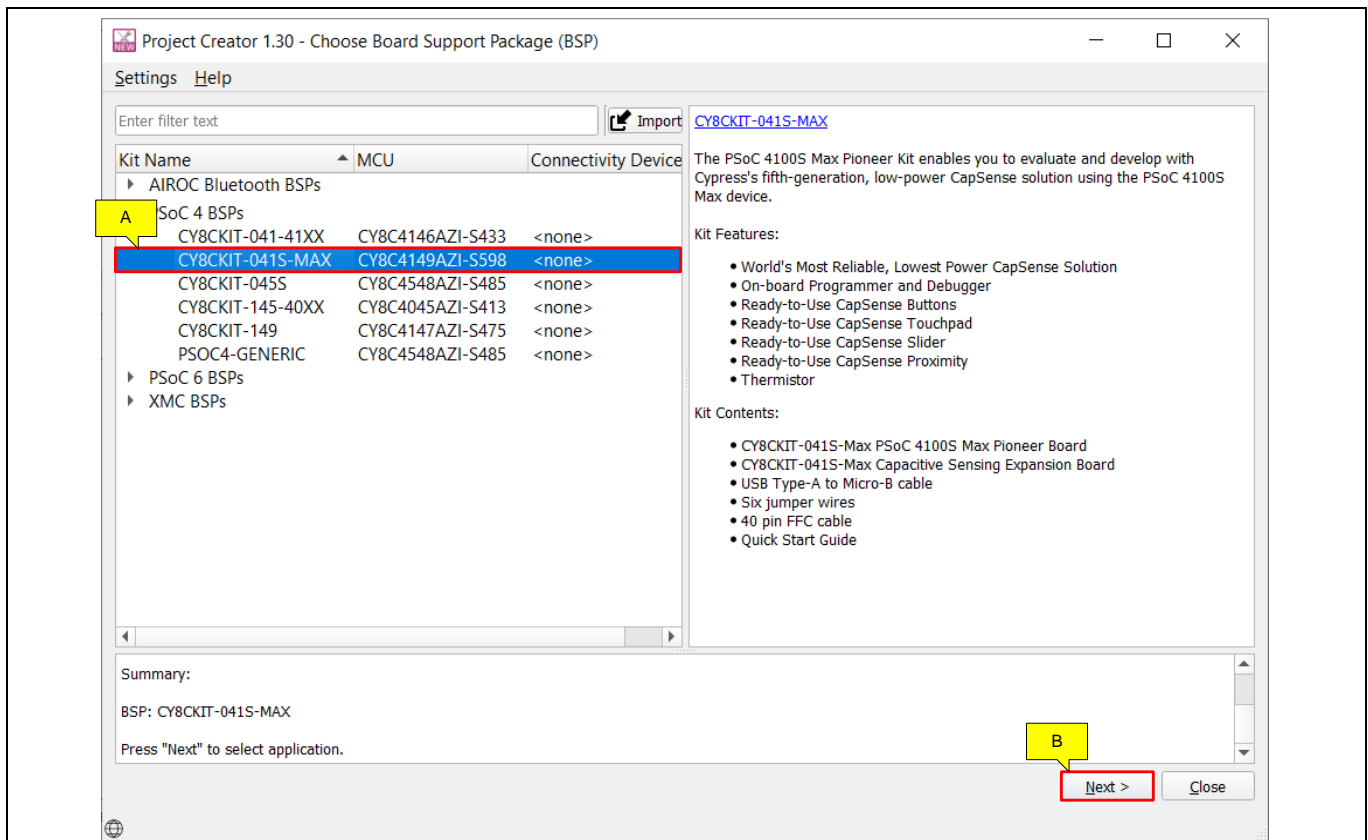 NEW Project Creator 1.30 - Choose Board Support Package (BSP)
Settings Help
Enter filter text
Import
Kit Name MCU Connectivity Device
AIROC Bluetooth BSPs
A
PSoC 4 BSPs
CY8CKIT-041-41XX CY8C4146AZI-S433 <none>
CY8CKIT-041S-MAX CY8C4149AZI-S598 <none>
CY8CKIT-045S CY8C4548AZI-S485 <none>
CY8CKIT-145-40XX CY8C4045AZI-S413 <none>
CY8CKIT-149 CY8C4147AZI-S475 <none>
PSOC4-GENERIC CY8C4548AZI-S485 <none>
PSoC 6 BSPs
XMC BSPs
CY8CKIT-041S-MAX
The PSoC 4100S Max Pioneer Kit enables you to evaluate and develop with
Cypress's fifth-generation, low-power CapSense solution using the PSoC 4100S
Max device.
Kit Features:
• World's Most Reliable, Lowest Power CapSense Solution
• On-board Programmer and Debugger
• Ready-to-Use CapSense Buttons
• Ready-to-Use CapSense Touchpad
• Ready-to-Use CapSense Slider
• Ready-to-Use CapSense Proximity
• Thermistor
Kit Contents:
• CY8CKIT-041S-Max PSoC 4100S Max Pioneer Board
• CY8CKIT-041S-Max Capacitive Sensing Expansion Board
• USB Type-A to Micro-B cable
• Six jumper wires
• 40 pin FFC cable
• Quick Start Guide
Summary:
BSP: CY8CKIT-041S-MAX
Press "Next" to select application.
B
Next > Close